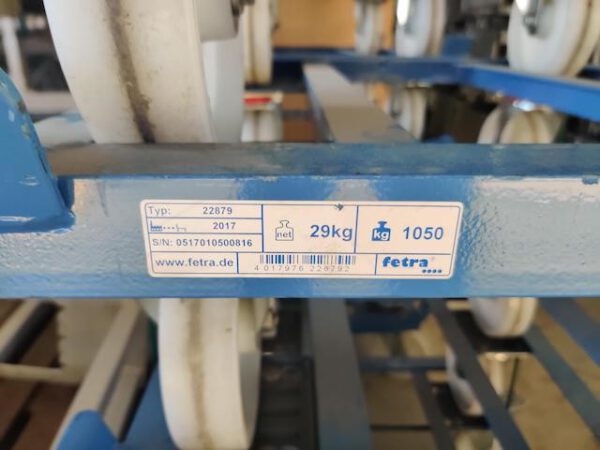 Typ: 22879
2017
S/N: 0517010500816
www.fetra.de
net 29kg
kg 1050
4 017976 228792
fetra